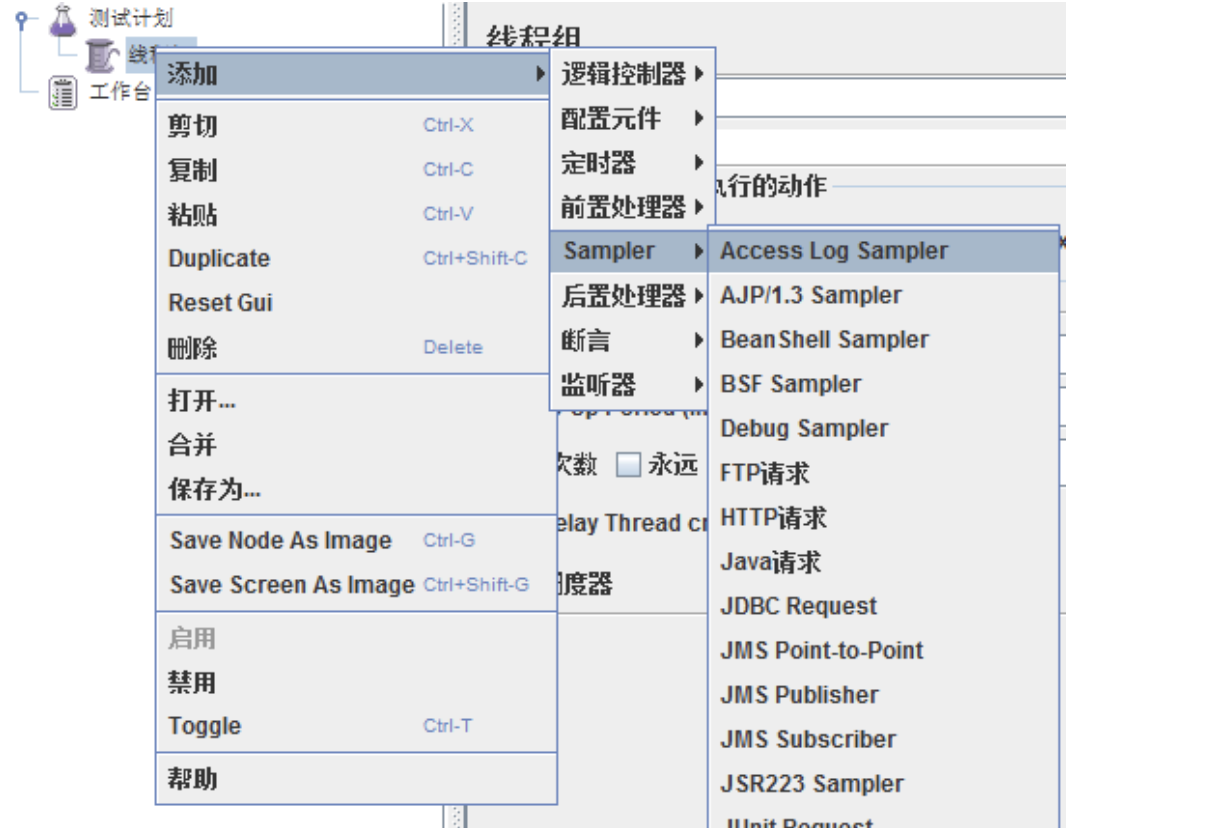 测试计划
线程
工作台
线程组
添加
剪切 Ctrl-X
复制 Ctrl-C
粘贴 Ctrl-V
Duplicate Ctrl+Shift-C
Reset Gui
删除 Delete
打开...
合并
保存为...
Save Node As Image Ctrl-G
Save Screen As Image Ctrl+Shift-G
启用
禁用
Toggle Ctrl-T
帮助
逻辑控制器
配置元件
定时器
前置处理器
Sampler
后置处理器
断言
监听器
Access Log Sampler
AJP/1.3 Sampler
BeanShell Sampler
BSF Sampler
Debug Sampler
FTP请求
HTTP请求
Java请求
JDBC Request
JMS Point-to-Point
JMS Publisher
JMS Subscriber
JSR223 Sampler
JUnit Request
执行的动作
Period
次数 永远
elay Thread cr
度器